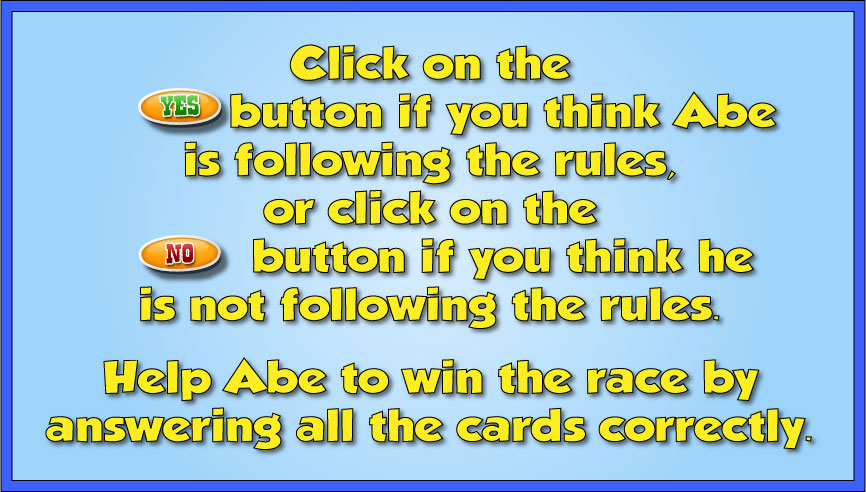 Click on the
YES button if you think Abe
is following the rules,
or click on the
NO button if you think he
is not following the rules.
Help Abe to win the race by
answering all the cards correctly.